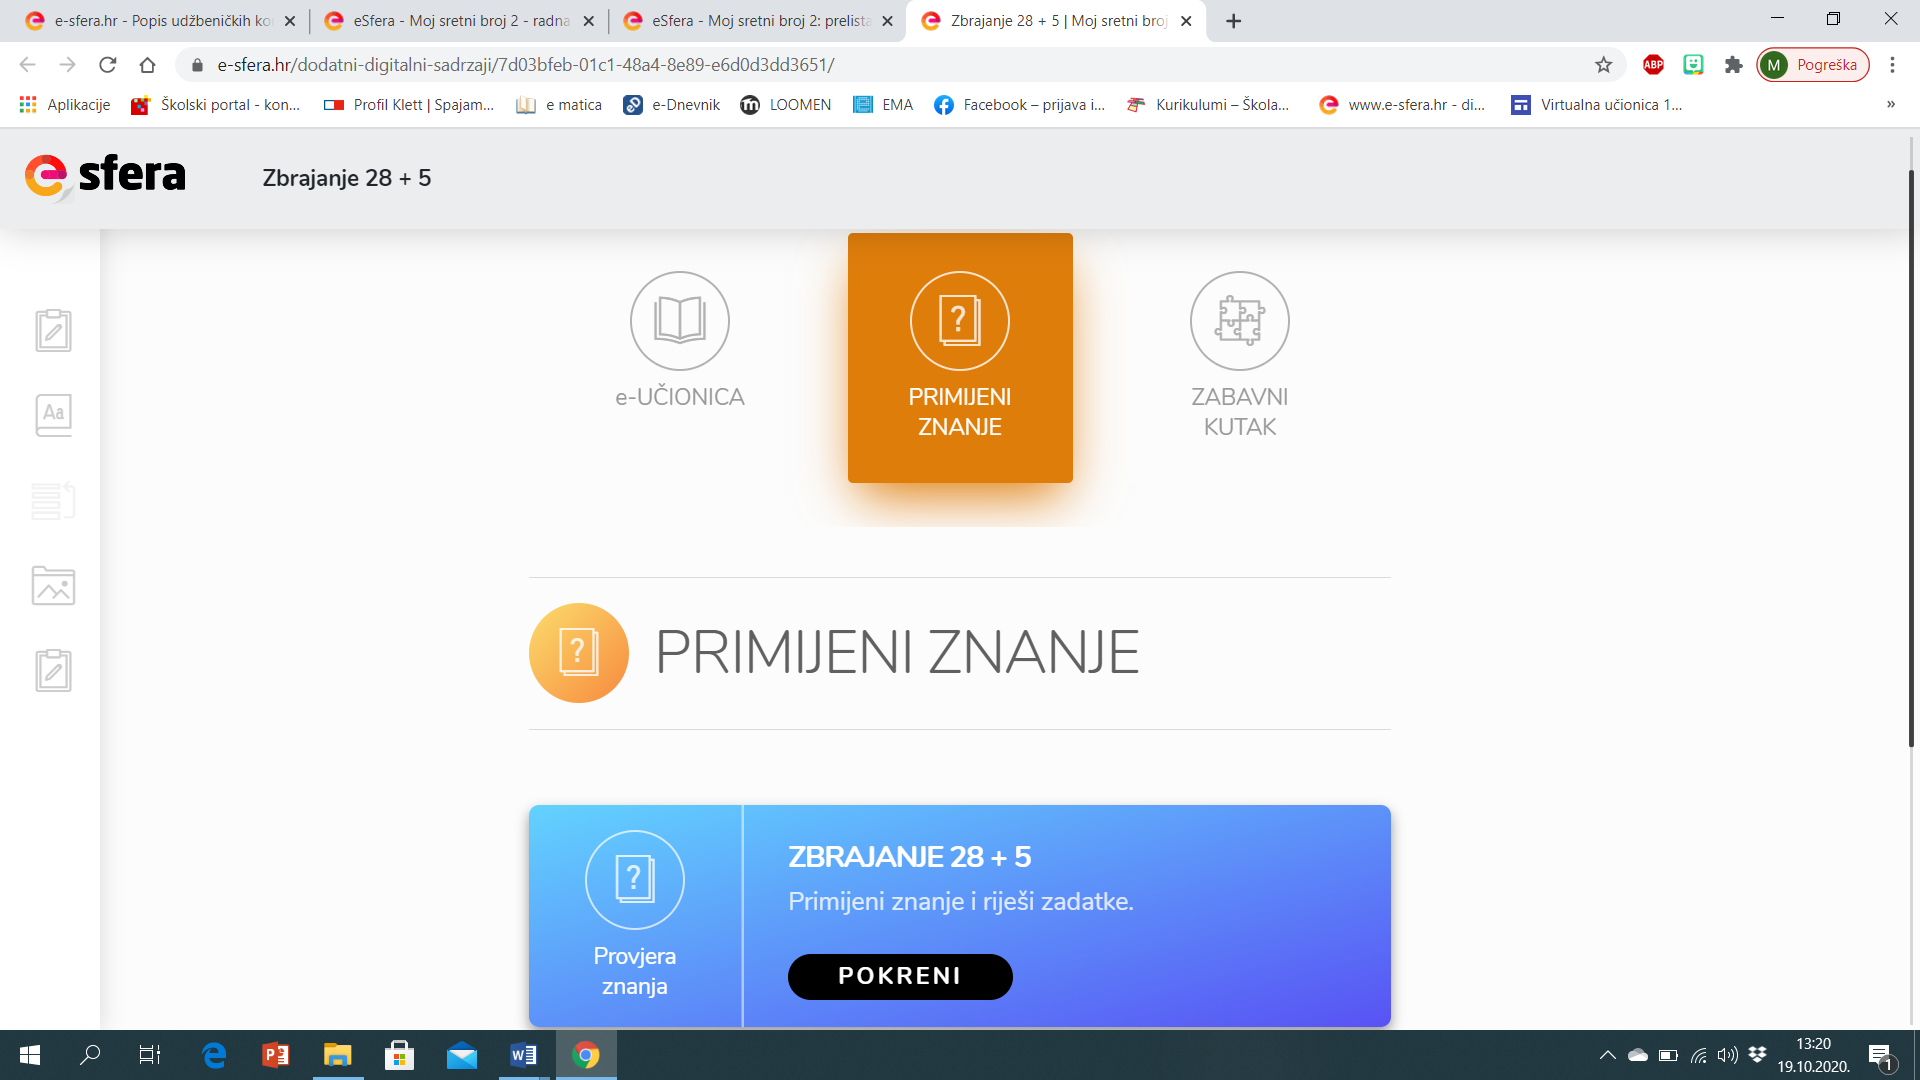 e-sfera.hr - Popis udžbeničkih ko
eSfera - Moj sretni broj 2 - radna
eSfera - Moj sretni broj 2: prelista
Zbrajanje 28 + 5 | Moj sretni broj
e-sfera.hr/dodatni-digitalni-sadrzaji/7d03bfeb-01c1-48a4-8e89-e6d0d3dd3651/
ABP
M Pogreška
Aplikacije
Školski portal - kon...
Profil Klett | Spajam...
e matica
e-Dnevnik
LOOMEN
EMA
Facebook – prijava i...
Kurikulumi – Škola...
www.e-sfera.hr - di...
Virtualna učionica 1...
»
e sfera
Zbrajanje 28 + 5
Aa
e-UČIONICA
?
PRIMIJENI
ZNANJE
ZABAVNI
KUTAK
?
PRIMIJENI ZNANJE
?
Provjera
znanja
ZBRAJANJE 28 + 5
Primijeni znanje i riješi zadatke.
POKRENI
13:20
19.10.2020.
1